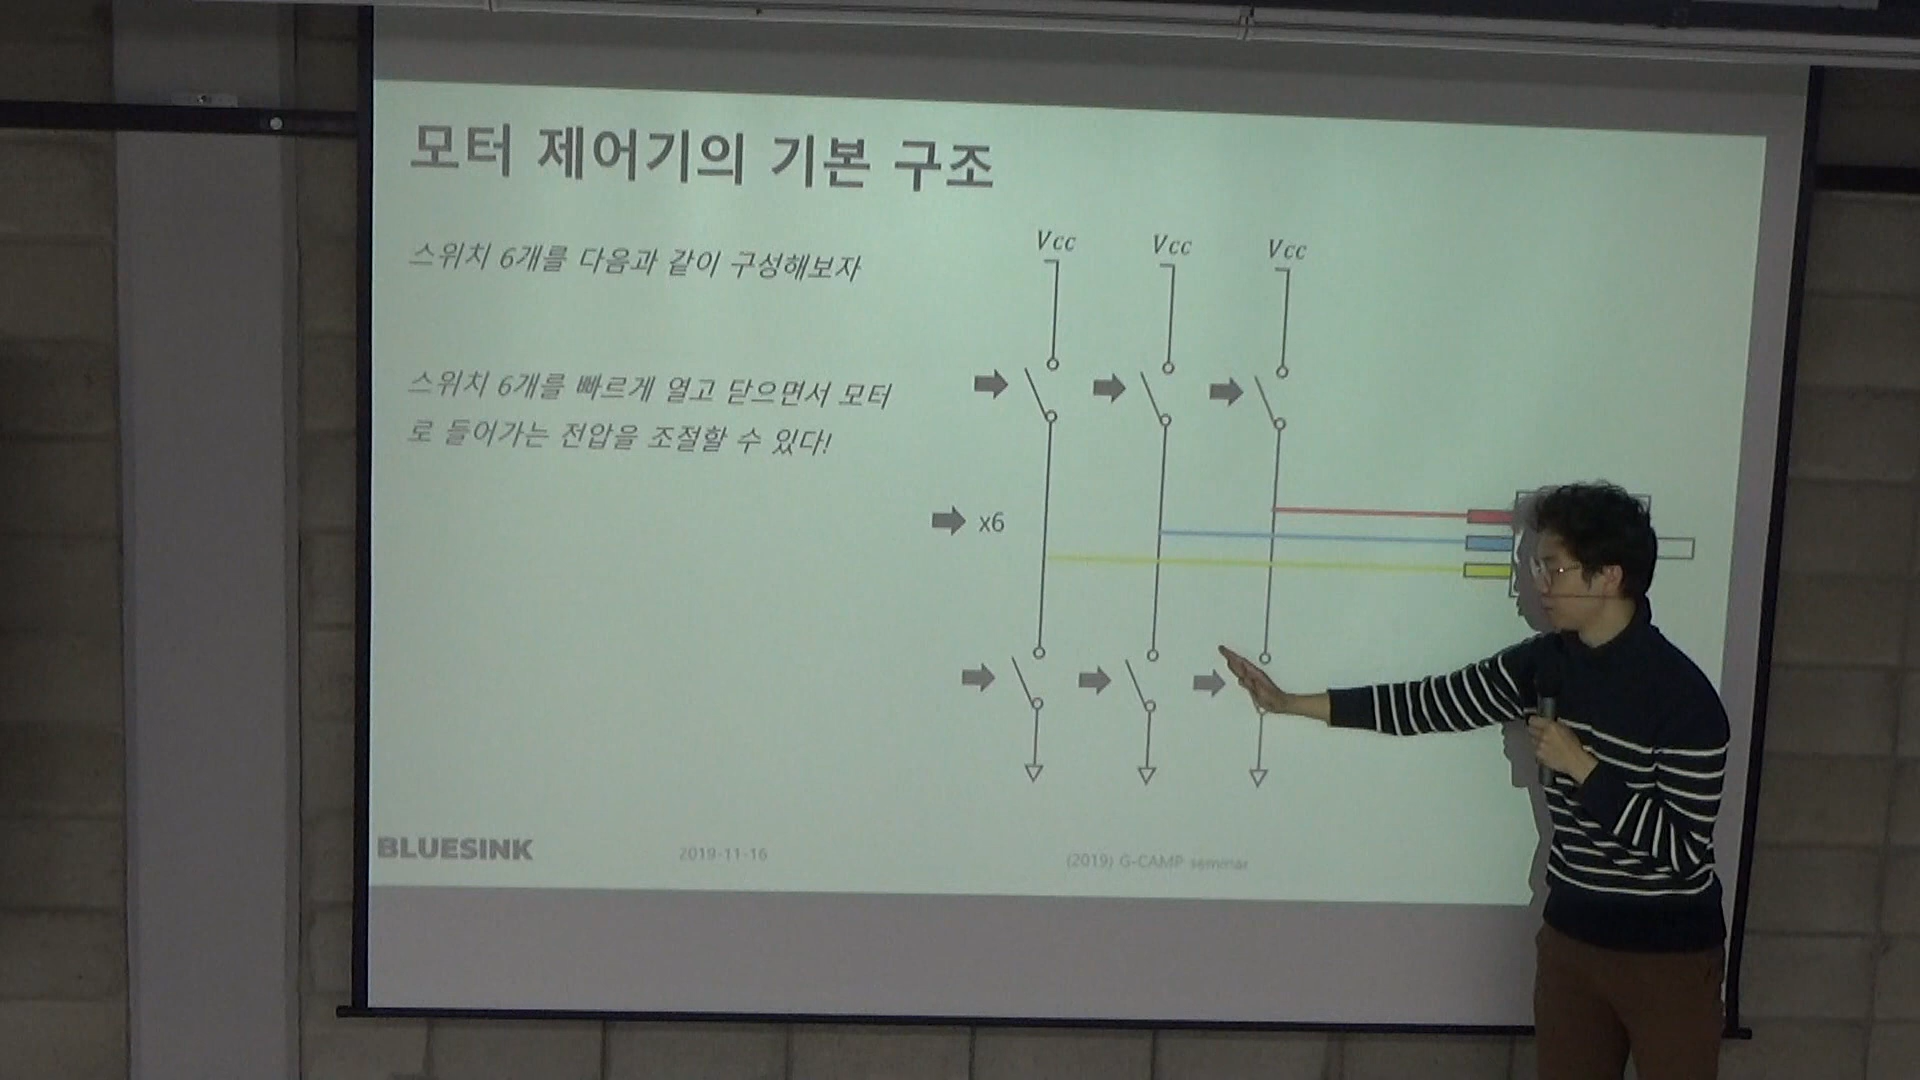 모터 제어기의 기본 구조
스위치 6개를 다음과 같이 구성해보자
스위치 6개를 빠르게 열고 닫으면서 모터
로 들어가는 전압을 조절할 수 있다!
Vcc Vcc Vcc
x6
BLUESINK 2019-11-16 (2019) G-CAMP seminar